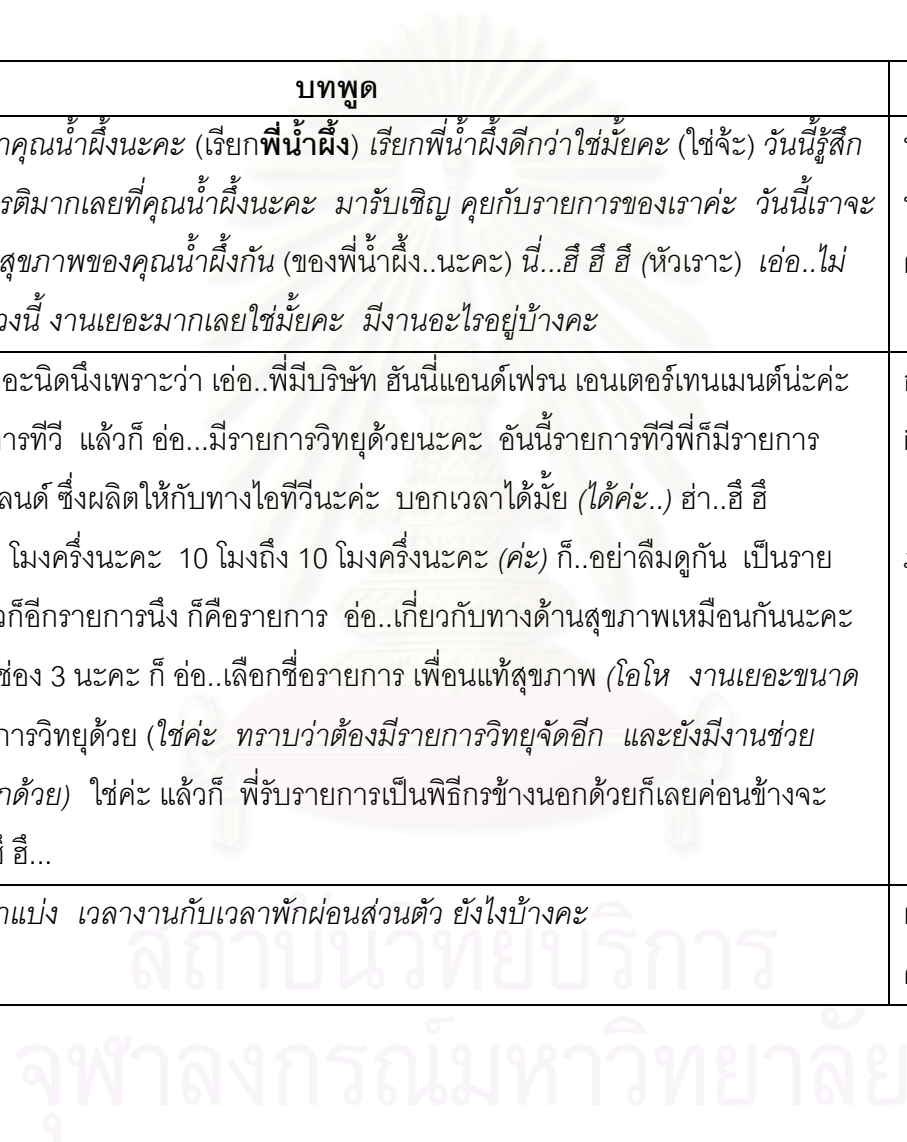 บทพูด
าคุณน้ำผึ้งนะคะ (เรียกพี่น้ำผึ้ง) เรียกพี่น้ำผึ้งดีกว่าใช่มั้ยคะ (ใช่จ้ะ) วันนี้รู้สึก
รติมากเลยที่คุณน้ำผึ้งนะคะ มารับเชิญ คุยกับรายการของเราค่ะ วันนี้เราจะ
สุขภาพของคุณน้ำผึ้งกัน (ของพี่น้ำผึ้ง..นะคะ) นี่...ฮึ ฮึ ฮึ (หัวเราะ) เอ่อ..ไม่
วงนี้ งานเยอะมากเลยใช่มั้ยคะ มีงานอะไรอยู่บ้างคะ
อะนิดนึงเพราะว่า เอ่อ..พี่มีบริษัท ฮันนี่แอนด์เฟรน เอนเตอร์เทนเมนต์น่ะค่ะ
การทีวี แล้วก็ อ่อ...มีรายการวิทยุด้วยนะคะ อันนี้รายการทีวีพี่ก็มีรายการ
ลนด์ ซึ่งผลิตให้กับทางไอทีวีนะค่ะ บอกเวลาได้มั้ย (ได้ค่ะ..) ฮ่า..ฮึ ฮึ
โมงครึ่งนะคะ 10 โมงถึง 10 โมงครึ่งนะคะ (ค่ะ) ก็..อย่าลืมดูกัน เป็นราย
วก็อีกรายการนึง ก็คือรายการ อ่อ..เกี่ยวกับทางด้านสุขภาพเหมือนกันนะคะ
ช่อง 3 นะคะ ก็ อ่อ..เลือกชื่อรายการ เพื่อนแท้สุขภาพ (โอโห งานเยอะขนาด
การวิทยุด้วย (ใช่ค่ะ ทราบว่าต้องมีรายการวิทยุจัดอีก และยังมีงานช่วย
กด้วย) ใช่ค่ะ แล้วก็ พี่รับรายการเป็นพิธีกรข้างนอกด้วยก็เลยค่อนข้างจะ
ฮึ ฮึ...
าแบ่ง เวลางานกับเวลาพักผ่อนส่วนตัว ยังไงบ้างคะ
สถาบันวิทยบริการ
จุฬาลงกรณ์มหาวิทยาลัย